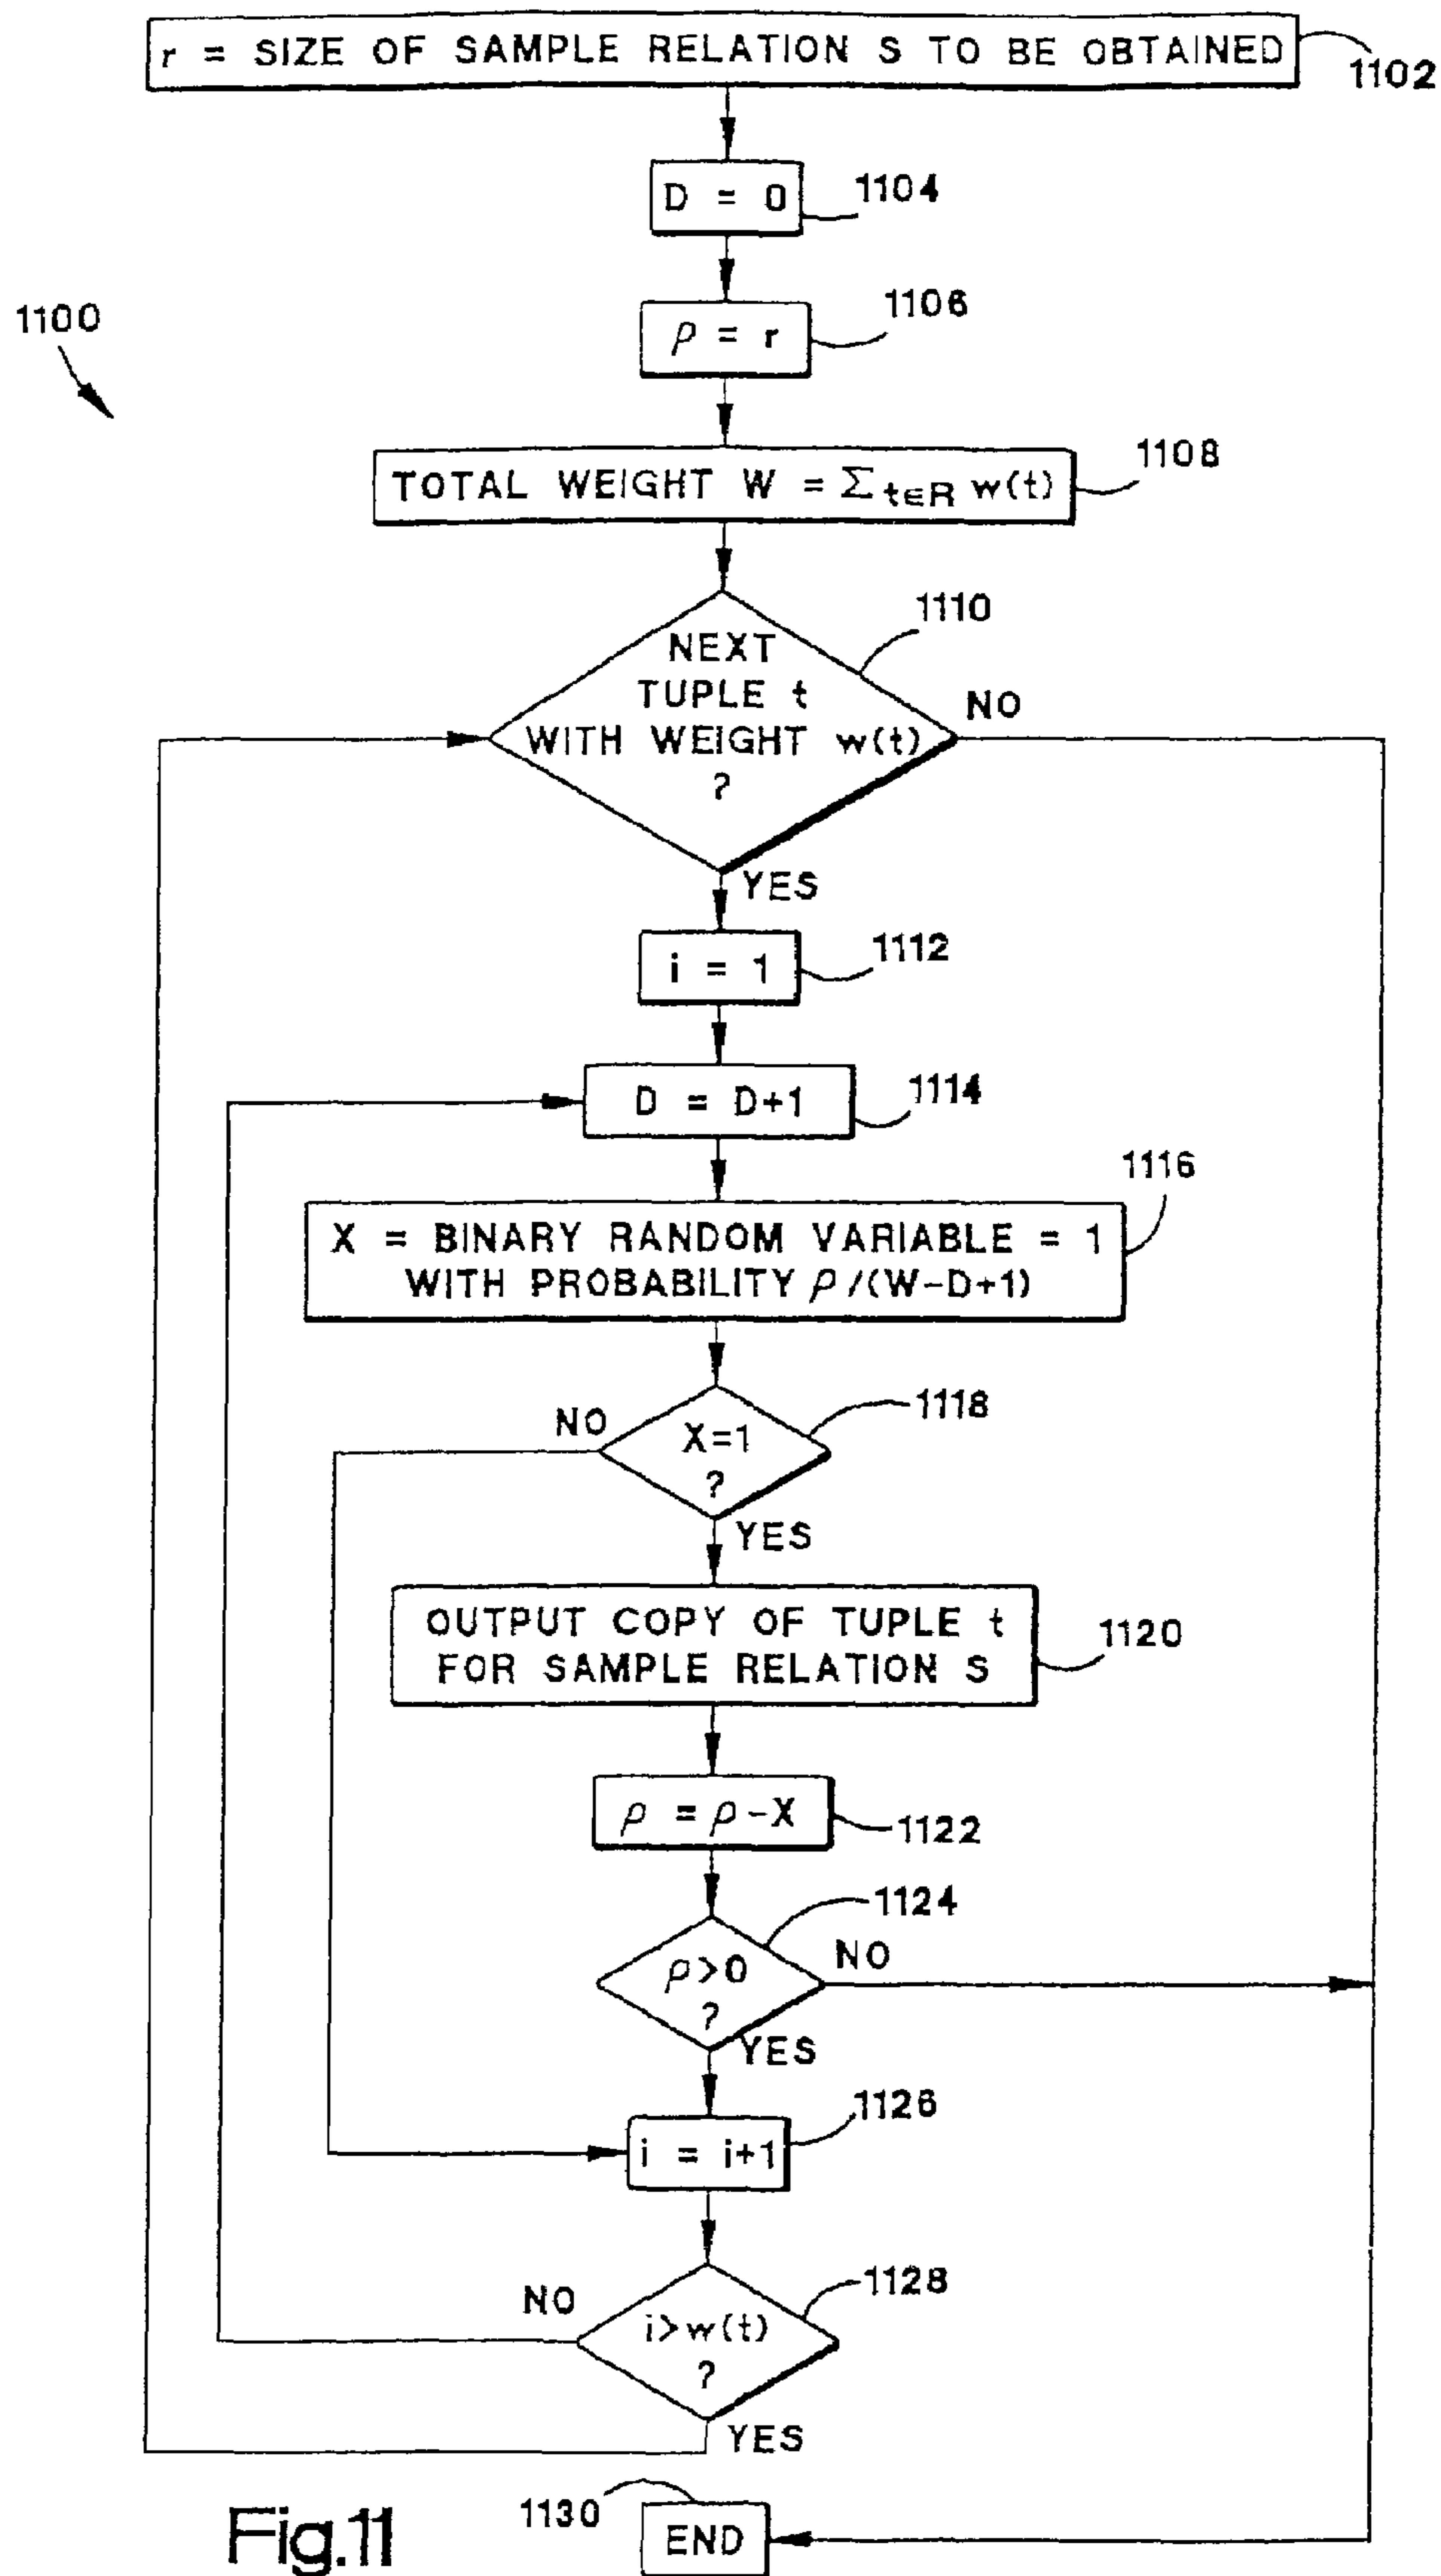 r = SIZE OF SAMPLE RELATION S TO BE OBTAINED
1102
D = 0
1104
ρ = r
1106
1100
TOTAL WEIGHT W = Σ t∈R w(t)
1108
NEXT
TUPLE t
WITH WEIGHT w(t)
?
1110
NO
YES
i = 1
1112
D = D+1
1114
X = BINARY RANDOM VARIABLE = 1
WITH PROBABILITY ρ/(W-D+1)
1116
X=1
?
1118
NO
YES
OUTPUT COPY OF TUPLE t
FOR SAMPLE RELATION S
1120
ρ = ρ-X
1122
ρ>0
?
1124
NO
YES
i = i+1
1126
i>w(t)
?
1128
NO
YES
END
1130
Fig.11